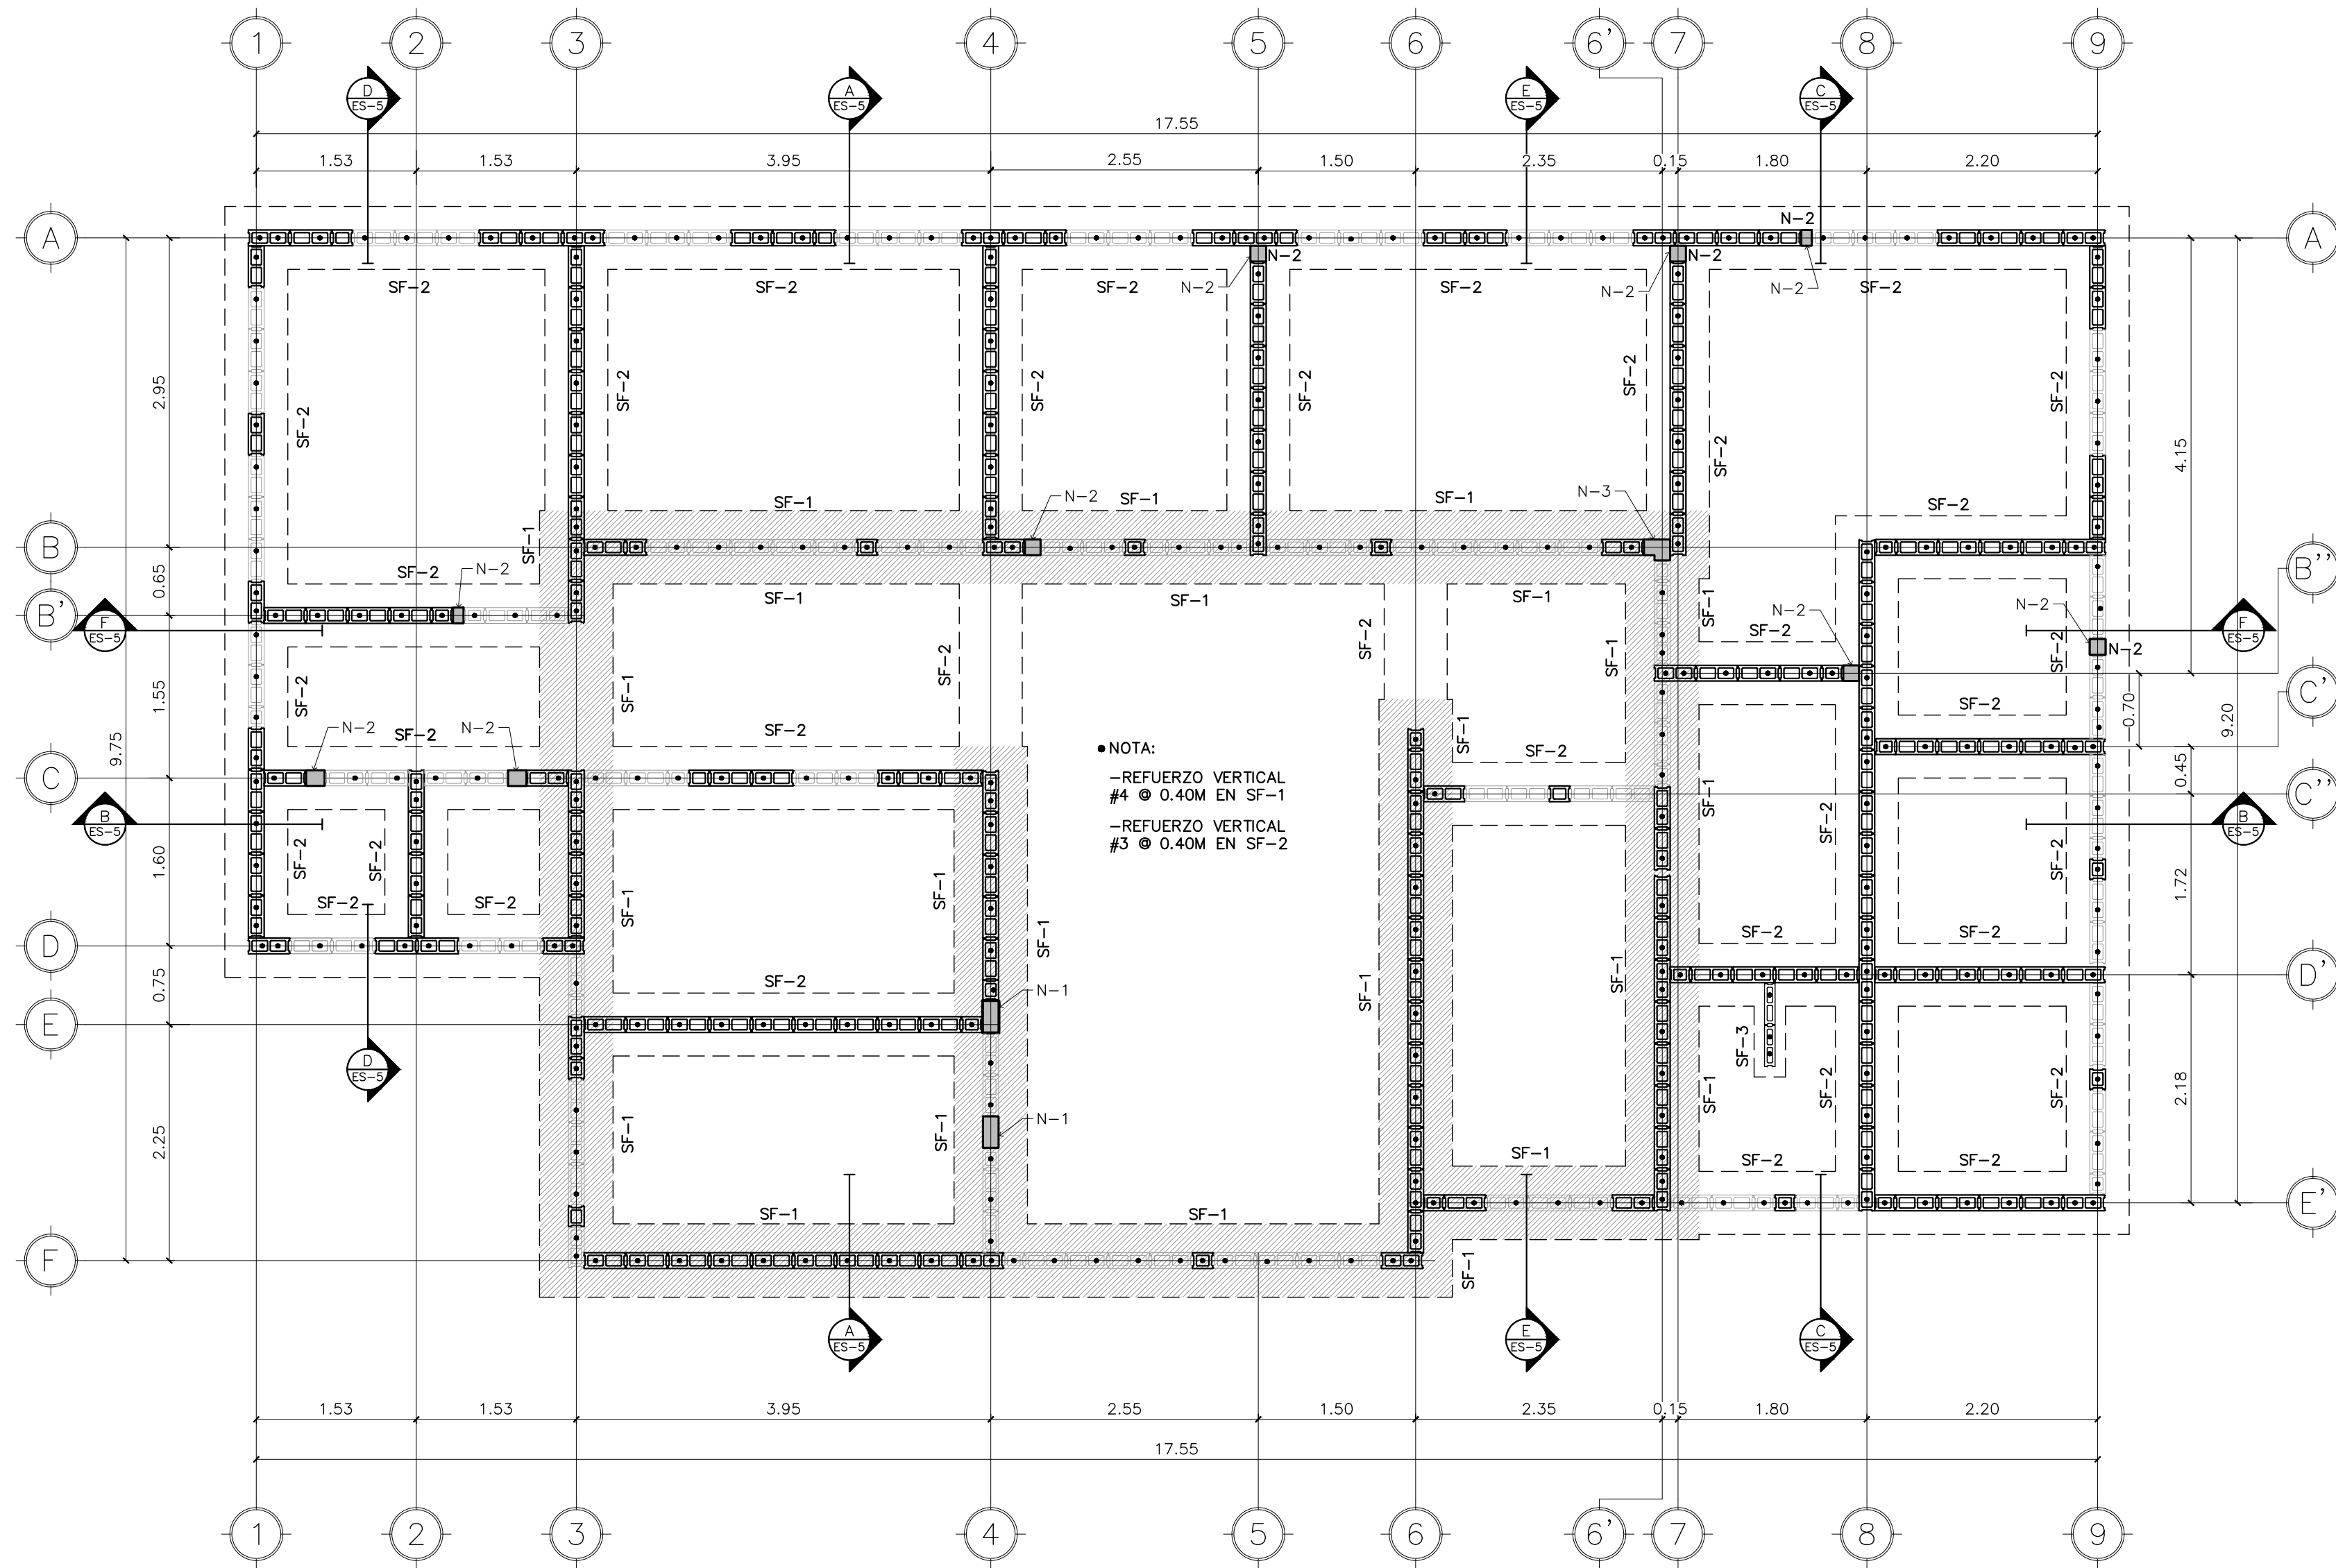 1 2 3 4 5 6 6' 7 8 9
D
ES-5
A
ES-5
E
ES-5
C
ES-5
17.55
1.53 1.53 3.95 2.55 1.50 2.35 0.15 1.80 2.20
A A
N-2
N-2 N-2
SF-2 SF-2 SF-2 N-2 SF-2 N-2 N-2 SF-2
2.95 SF-2 SF-2 SF-2 SF-2 SF-2 SF-2 SF-2 4.15
SF-1 SF-1 N-2 SF-1 SF-1 N-3 SF-2
B B''
0.65 SF-2 N-2 SF-1 SF-1 SF-1 SF-1 N-2 N-2
B'
F
ES-5
SF-2 SF-2 SF-1 SF-2 SF-2
F
ES-5
N-2
1.55 SF-2 SF-1 SF-2 0.70 C'
N-2 SF-2 N-2 SF-2 SF-1 SF-2 SF-2
9.75 9.20
0.45
C C''
● NOTA:
-REFUERZO VERTICAL
#4 @ 0.40M EN SF-1
-REFUERZO VERTICAL
#3 @ 0.40M EN SF-2
B
ES-5
B
ES-5
1.60 SF-2 SF-2 SF-1 SF-1 SF-1 SF-2 SF-2 1.72
SF-2 SF-2 SF-1 SF-2 SF-2
D D'
0.75 SF-2 SF-1 SF-1 N-1
E
D
ES-5
SF-3
2.25 SF-1 SF-1 N-1 SF-1 SF-2 SF-2 2.18
SF-1 SF-2 SF-2
SF-1 SF-1 E'
F SF-1
A
ES-5
E
ES-5
C
ES-5
1.53 1.53 3.95 2.55 1.50 2.35 0.15 1.80 2.20
17.55
1 2 3 4 5 6 6' 7 8 9